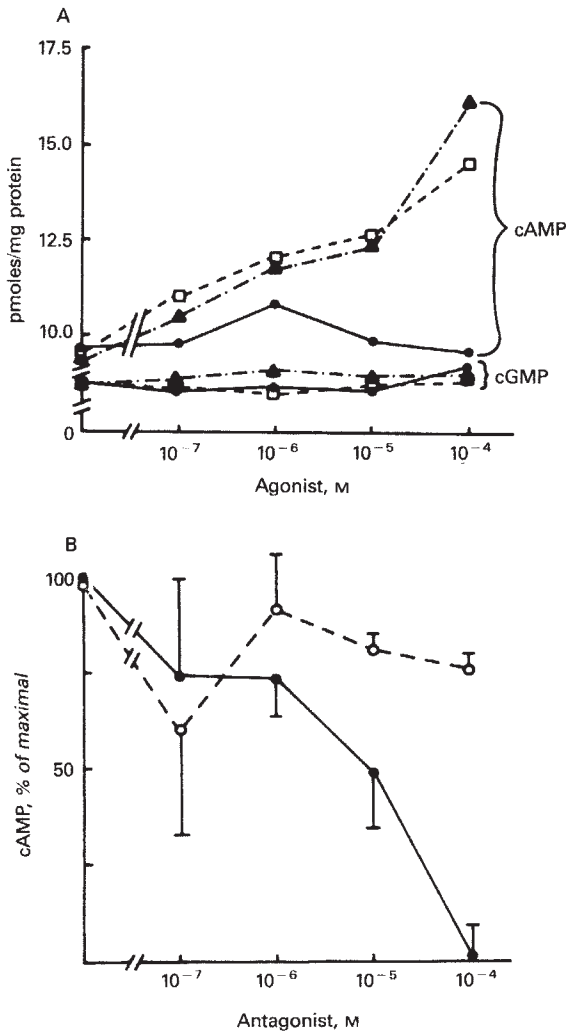 A
17.5
15.0
12.5
10.0
0
pmoles/mg protein
cAMP
cGMP
10⁻⁷ 10⁻⁶ 10⁻⁵ 10⁻⁴
Agonist, M
B
100
50
cAMP, % of maximal
10⁻⁷ 10⁻⁶ 10⁻⁵ 10⁻⁴
Antagonist, M